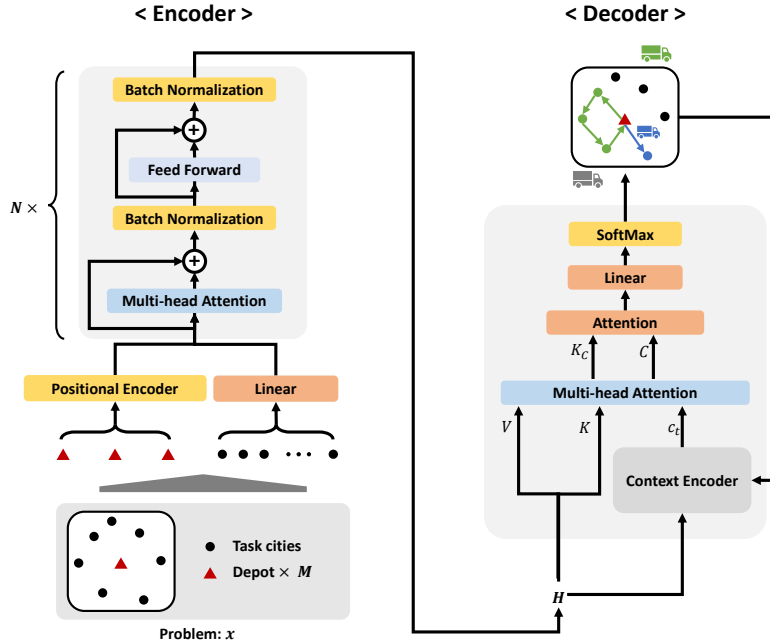 < Encoder >
Batch Normalization
+
Feed Forward
Batch Normalization
+
Multi-head Attention
N ×
Positional Encoder
Linear
Task cities
Depot × M
Problem: x
< Decoder >
SoftMax
Linear
Attention
K_C
C
Multi-head Attention
V
K
c_t
Context Encoder
H